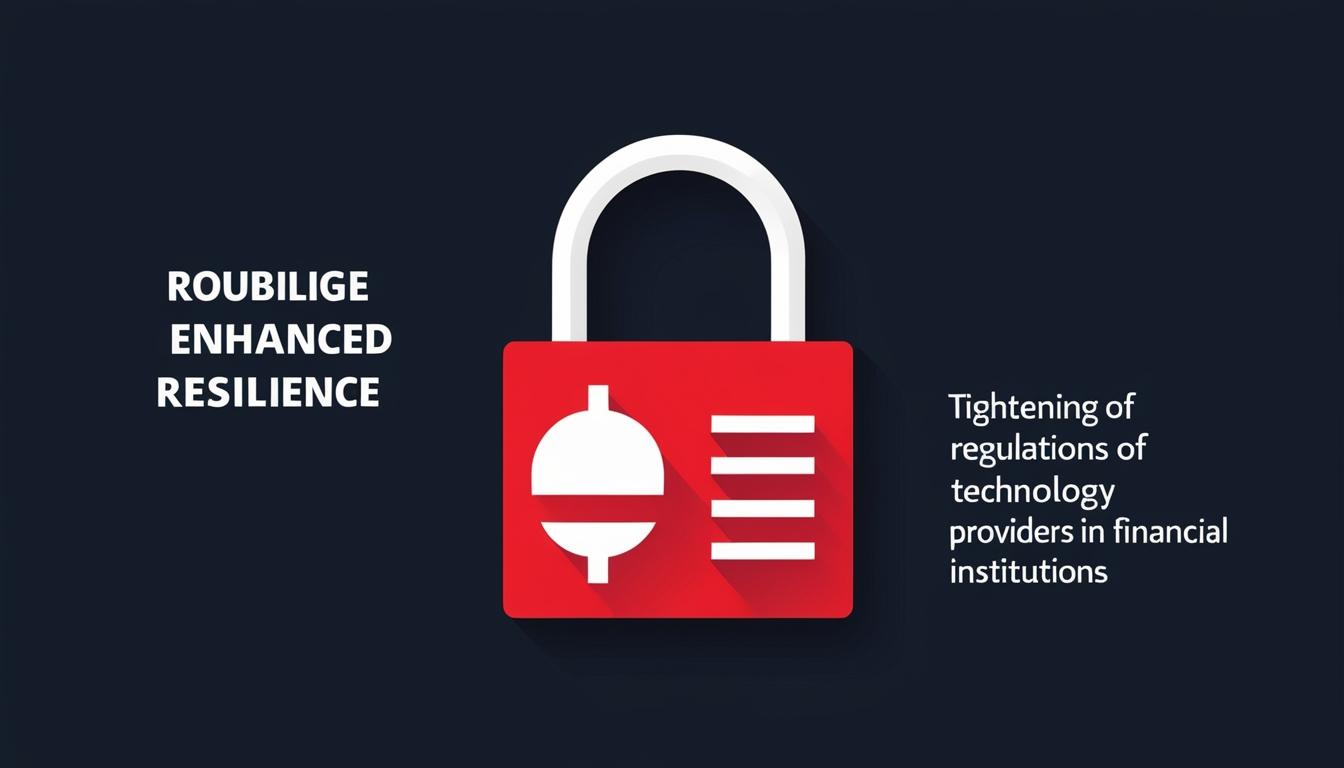 ROUBILIGE
ENHANCED
RESILIENCE
Tightening of
regulations of
technology
providers in financial
institutions